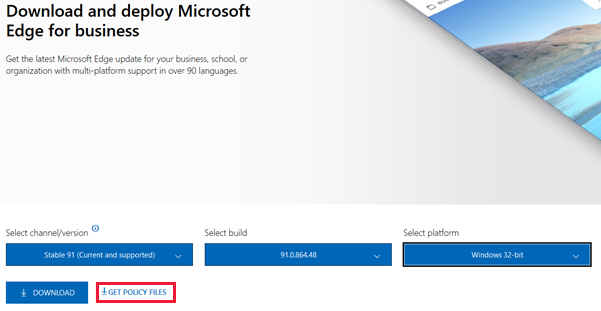 Download and deploy Microsoft
Edge for business
Get the latest Microsoft Edge update for your business, school, or
organization with multi-platform support in over 90 languages.
Select channel/version
Select build
Select platform
Stable 91 (Current and supported)
91.0.864.48
Windows 32-bit
DOWNLOAD
GET POLICY FILES